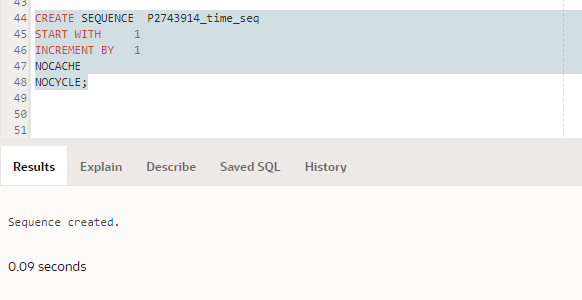 43
44 CREATE SEQUENCE P2743914_time_seq
45 START WITH 1
46 INCREMENT BY 1
47 NOCACHE
48 NOCYCLE;
49
50
51
Results Explain Describe Saved SQL History
Sequence created.
0.09 seconds